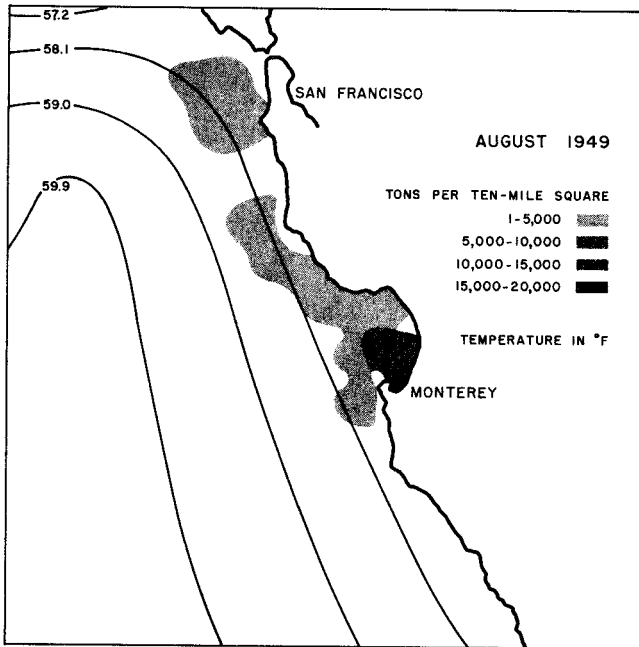 57.2
58.1
SAN FRANCISCO
59.0
AUGUST 1949
59.9
TONS PER TEN-MILE SQUARE
1-5,000
5,000-10,000
10,000-15,000
15,000-20,000
TEMPERATURE IN °F
MONTEREY